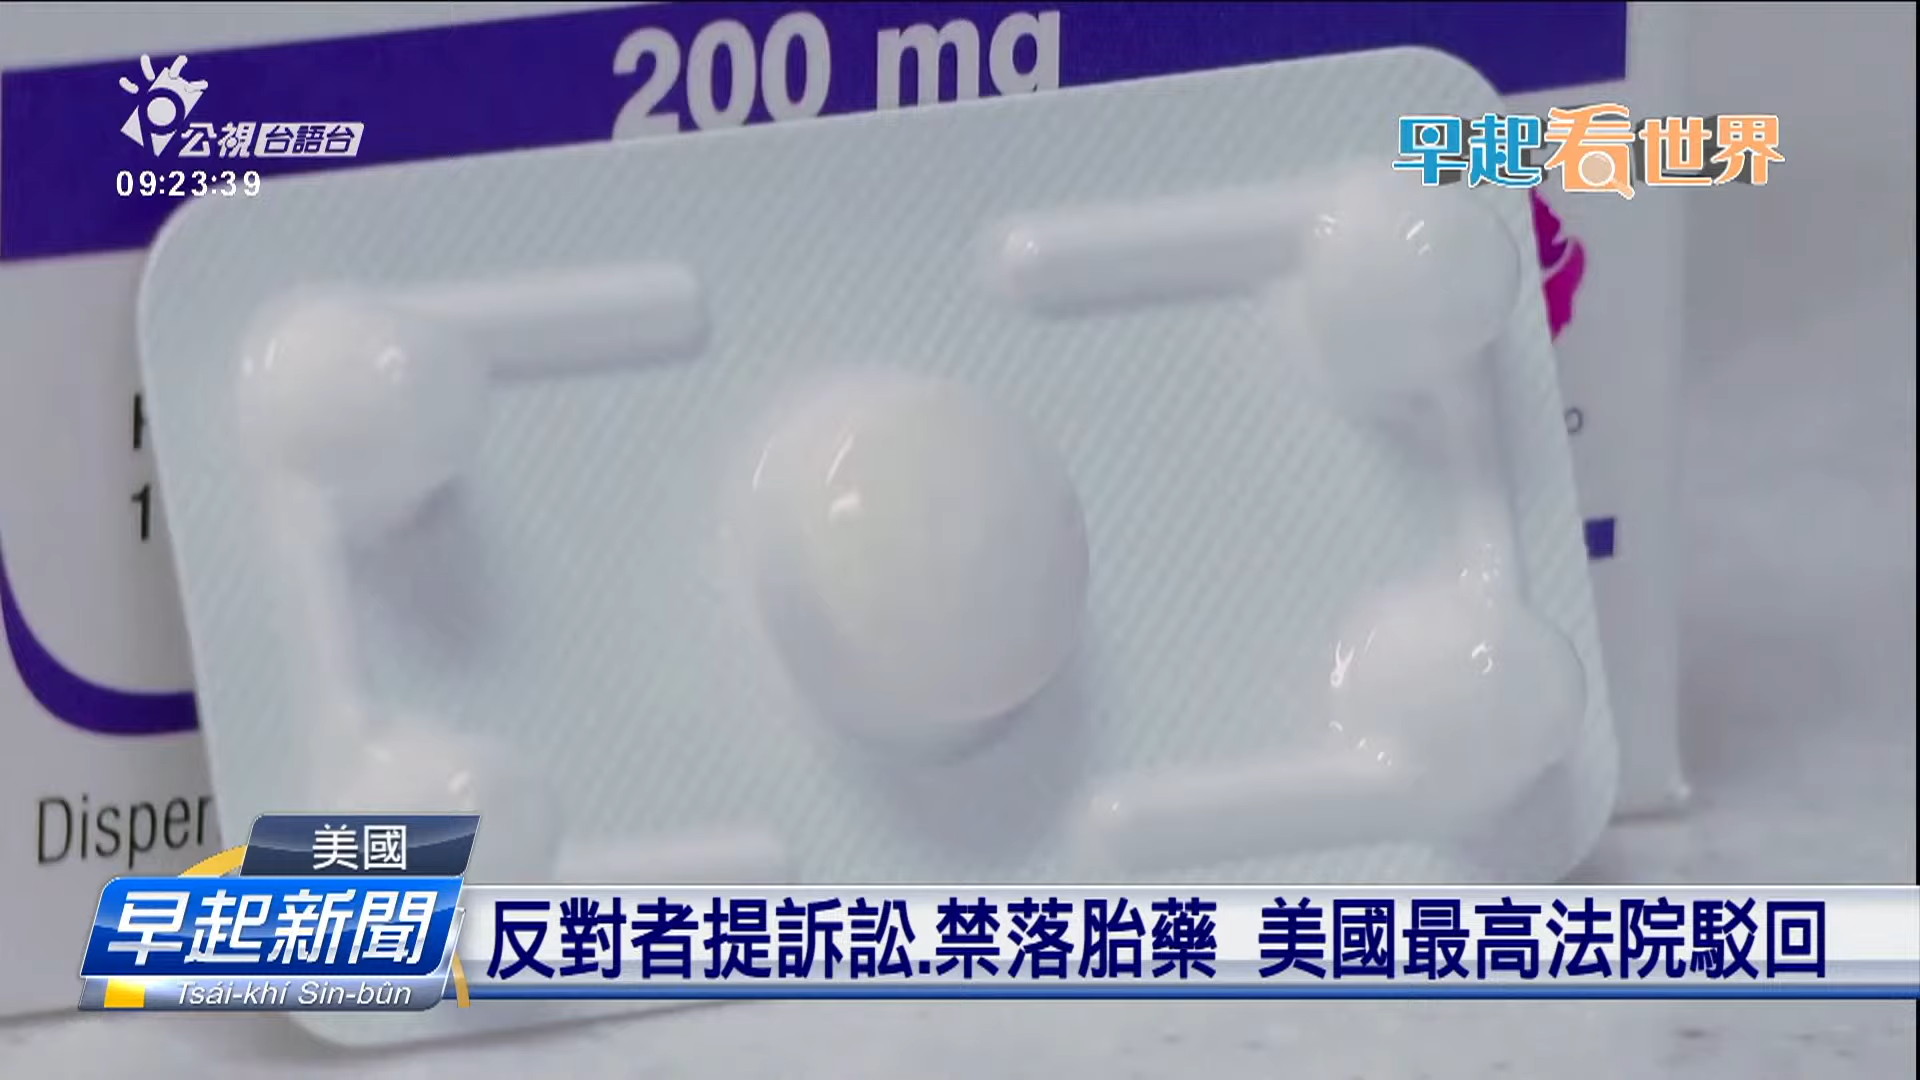 200 mg
公視台語台
09:23:39
早起看世界
1
Disper
美國
早起新聞
Tsái-khí Sin-bûn
反對者提訴訟.禁落胎藥 美國最高法院駁回